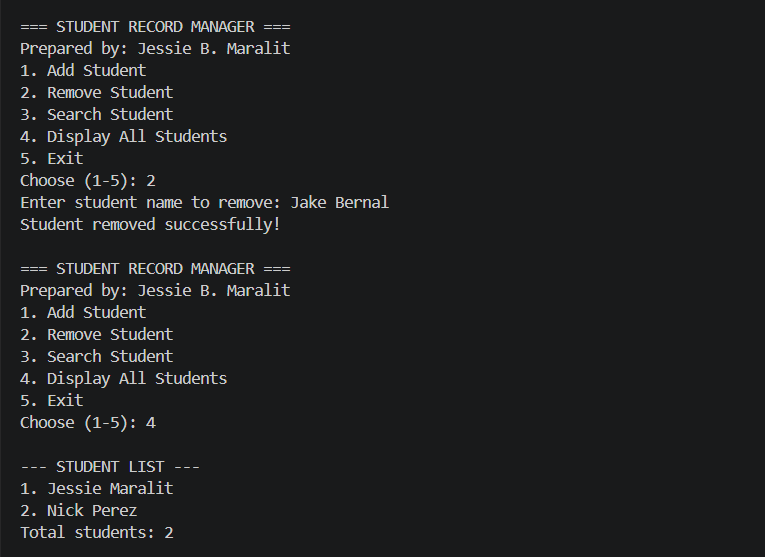 === STUDENT RECORD MANAGER ===
Prepared by: Jessie B. Maralit
1. Add Student
2. Remove Student
3. Search Student
4. Display All Students
5. Exit
Choose (1-5): 2
Enter student name to remove: Jake Bernal
Student removed successfully!

=== STUDENT RECORD MANAGER ===
Prepared by: Jessie B. Maralit
1. Add Student
2. Remove Student
3. Search Student
4. Display All Students
5. Exit
Choose (1-5): 4

--- STUDENT LIST ---
1. Jessie Maralit
2. Nick Perez
Total students: 2